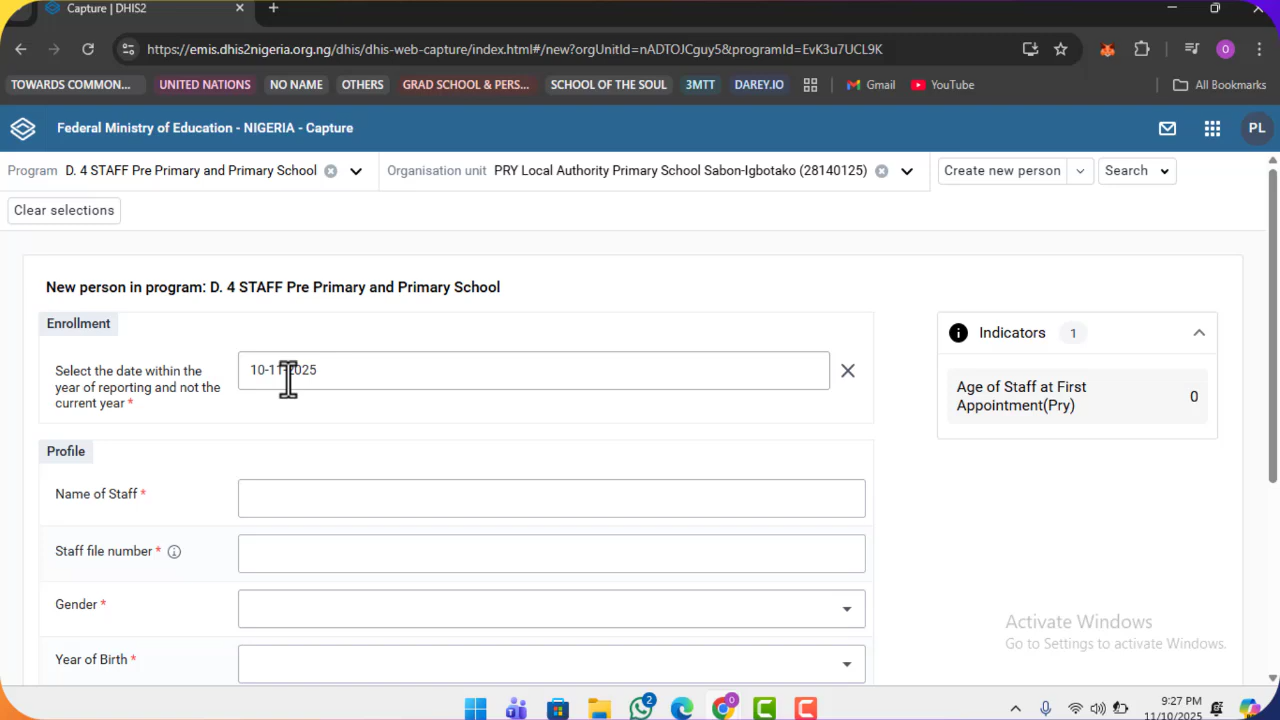 Capture | DHIS2
https://emis.dhis2nigeria.org.ng/dhis/dhis-web-capture/index.html#/new?orgUnitId=nADTOJCguy5&programId=EvK3u7UCL9K
TOWARDS COMMON... UNITED NATIONS NO NAME OTHERS GRAD SCHOOL & PERS... SCHOOL OF THE SOUL 3MTT DAREY.IO Gmail YouTube All Bookmarks
Federal Ministry of Education - NIGERIA - Capture PL
Program D. 4 STAFF Pre Primary and Primary School Organisation unit PRY Local Authority Primary School Sabon-Igbotako (28140125) Create new person Search
Clear selections
New person in program: D. 4 STAFF Pre Primary and Primary School
Enrollment
Select the date within the
year of reporting and not the
current year *
10-11-2025
Indicators 1
Age of Staff at First
Appointment(Pry)
0
Profile
Name of Staff *
Staff file number *
Gender *
Year of Birth *
Activate Windows
Go to Settings to activate Windows.
2
0
9:27 PM
11/10/2025